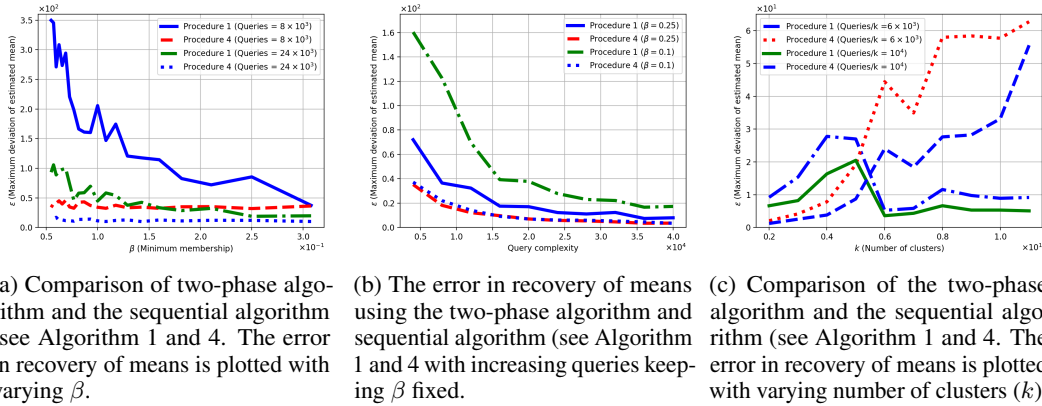 ×10²
3.5
3.0
2.5
2.0
1.5
1.0
0.5
0.0
ε (Maximum deviation of estimated mean)
Procedure 1 (Queries = 8 × 10³)
Procedure 4 (Queries = 8 × 10³)
Procedure 1 (Queries = 24 × 10³)
Procedure 4 (Queries = 24 × 10³)
0.5 1.0 1.5 2.0 2.5 3.0
×10⁻¹
β (Minimum membership)
×10²
1.6
1.4
1.2
1.0
0.8
0.6
0.4
0.2
0.0
ε (Maximum deviation of estimated mean)
Procedure 1 (β = 0.25)
Procedure 4 (β = 0.25)
Procedure 1 (β = 0.1)
Procedure 4 (β = 0.1)
0.5 1.0 1.5 2.0 2.5 3.0 3.5 4.0
×10⁴
Query complexity
×10¹
6
5
4
3
2
1
0
ε (Maximum deviation of estimated mean)
Procedure 1 (Queries/k = 6 × 10³)
Procedure 4 (Queries/k = 6 × 10³)
Procedure 1 (Queries/k = 10⁴)
Procedure 4 (Queries/k = 10⁴)
0.2 0.4 0.6 0.8 1.0
×10¹
k (Number of clusters)
a) Comparison of two-phase algo-
ithm and the sequential algorithm
see Algorithm 1 and 4. The error
n recovery of means is plotted with
varying β.
(b) The error in recovery of means
using the two-phase algorithm and
sequential algorithm (see Algorithm
1 and 4 with increasing queries keep-
ing β fixed.
(c) Comparison of the two-phase
algorithm and the sequential algo
rithm (see Algorithm 1 and 4. The
error in recovery of means is plotted
with varying number of clusters (k)